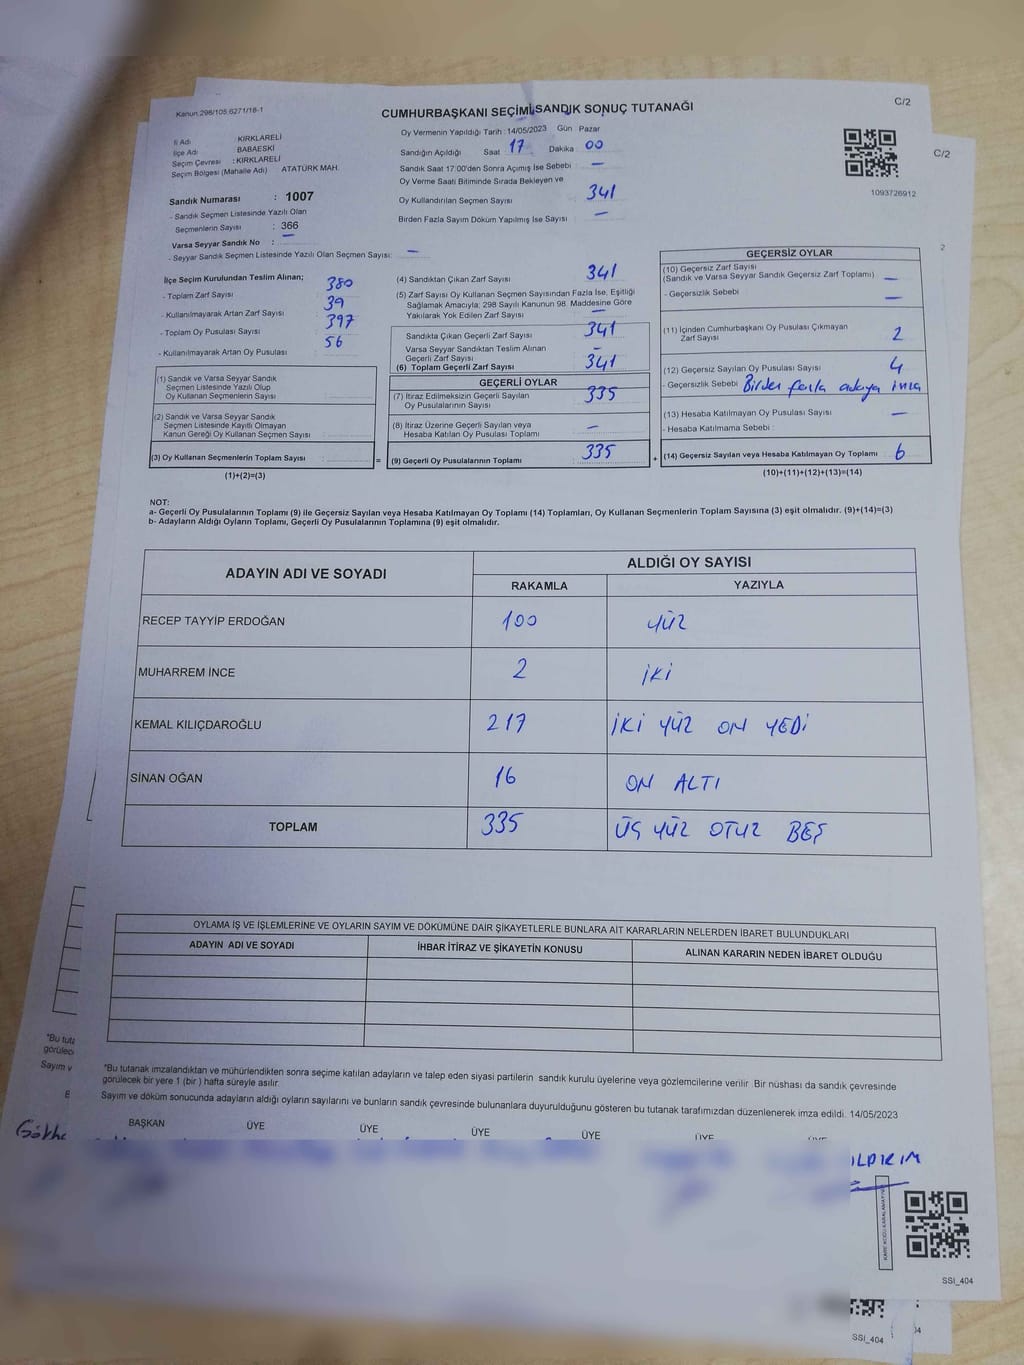 Kanun:298/105,6271/18-1
CUMHURBAŞKANI SEÇİMİ SANDIK SONUÇ TUTANAĞI
C/2
C/2
İl Adı : KIRKLARELİ
İlçe Adı : BABAESKİ
Seçim Çevresi : KIRKLARELİ
Seçim Bölgesi (Mahalle Adı) ATATÜRK MAH.
Sandık Numarası : 1007
- Sandık Seçmen Listesinde Yazılı Olan
Seçmenlerin Sayısı : 366
Varsa Seyyar Sandık No : —
- Seyyar Sandık Seçmen Listesinde Yazılı Olan Seçmen Sayısı: —
Oy Vermenin Yapıldığı Tarih : 14/05/2023 Gün Pazar
Sandığın Açıldığı Saat 17 Dakika 00
Sandık Saat 17:00'den Sonra Açımış İse Sebebi : —
Oy Verme Saati Bitiminde Sırada Bekleyen ve
Oy Kullandırılan Seçmen Sayısı 341
Birden Fazla Sayım Döküm Yapılmış İse Sayısı : —
1093726912
2
İlçe Seçim Kurulundan Teslim Alınan;
- Toplam Zarf Sayısı : 380
- Kullanılmayarak Artan Zarf Sayısı : 39
- Toplam Oy Pusulası Sayısı : 397
- Kullanılmayarak Artan Oy Pusulası : 56
(1) Sandık ve Varsa Seyyar Sandık
Seçmen Listesinde Yazılı Olup
Oy Kullanan Seçmenlerin Sayısı :
(2) Sandık ve Varsa Seyyar Sandık
Seçmen Listesinde Kayıtlı Olmayan
Kanun Gereği Oy Kullanan Seçmen Sayısı :
(3) Oy Kullanan Seçmenlerin Toplam Sayısı : =
(1)+(2)=(3)
(4) Sandıktan Çıkan Zarf Sayısı : 341
(5) Zarf Sayısı Oy Kullanan Seçmen Sayısından Fazla İse, Eşitliği
Sağlamak Amacıyla; 298 Sayılı Kanunun 98. Maddesine Göre
Yakılarak Yok Edilen Zarf Sayısı : —
Sandıkta Çıkan Geçerli Zarf Sayısı : 341
Varsa Seyyar Sandıktan Teslim Alınan
Geçerli Zarf Sayısı : —
(6) Toplam Geçerli Zarf Sayısı : 341
GEÇERLİ OYLAR
(7) İtiraz Edilmeksizin Geçerli Sayılan
Oy Pusulalarının Sayısı : 335
(8) İtiraz Üzerine Geçerli Sayılan veya
Hesaba Katılan Oy Pusulası Toplamı : —
(9) Geçerli Oy Pusulalarının Toplamı : 335 +
GEÇERSİZ OYLAR
(10) Geçersiz Zarf Sayısı
(Sandık ve Varsa Seyyar Sandık Geçersiz Zarf Toplamı) : —
- Geçersizlik Sebebi : —
(11) İçinden Cumhurbaşkanı Oy Pusulası Çıkmayan
Zarf Sayısı : 2
(12) Geçersiz Sayılan Oy Pusulası Sayısı : 4
- Geçersizlik Sebebi : Birden fazla adaya imza
(13) Hesaba Katılmayan Oy Pusulası Sayısı : —
- Hesaba Katılmama Sebebi :
(14) Geçersiz Sayılan veya Hesaba Katılmayan Oy Toplamı : 6
(10)+(11)+(12)+(13)=(14)
NOT:
a- Geçerli Oy Pusulalarının Toplamı (9) ile Geçersiz Sayılan veya Hesaba Katılmayan Oy Toplamı (14) Toplamları, Oy Kullanan Seçmenlerin Toplam Sayısına (3) eşit olmalıdır. (9)+(14)=(3)
b- Adayların Aldığı Oyların Toplamı, Geçerli Oy Pusulalarının Toplamına (9) eşit olmalıdır.
ADAYIN ADI VE SOYADI ALDIĞI OY SAYISI
RAKAMLA YAZIYLA
RECEP TAYYİP ERDOĞAN 100 YÜZ
MUHARREM İNCE 2 İKİ
KEMAL KILIÇDAROĞLU 217 İKİ YÜZ ON YEDİ
SİNAN OĞAN 16 ON ALTI
TOPLAM 335 ÜÇ YÜZ OTUZ BEŞ
OYLAMA İŞ VE İŞLEMLERİNE VE OYLARIN SAYIM VE DÖKÜMÜNE DAİR ŞİKAYETLERLE BUNLARA AİT KARARLARIN NELERDEN İBARET BULUNDUKLARI
ADAYIN ADI VE SOYADI İHBAR İTİRAZ VE ŞİKAYETİN KONUSU ALINAN KARARIN NEDEN İBARET OLDUĞU
*Bu tuta
görülec
Sayım v
*Bu tutanak imzalandıktan ve mühürlendikten sonra seçime katılan adayların ve talep eden siyasi partilerin sandık kurulu üyelerine veya gözlemcilerine verilir. Bir nüshası da sandık çevresinde
görülecek bir yere 1 (bir ) hafta süreyle asılır.
Sayım ve döküm sonucunda adayların aldığı oyların sayılarını ve bunların sandık çevresinde bulunanlara duyurulduğunu gösteren bu tutanak tarafımızdan düzenlenerek imza edildi. 14/05/2023
BAŞKAN ÜYE ÜYE ÜYE ÜYE ÜYE
ILDIRIM
SSI_404
SSI_404